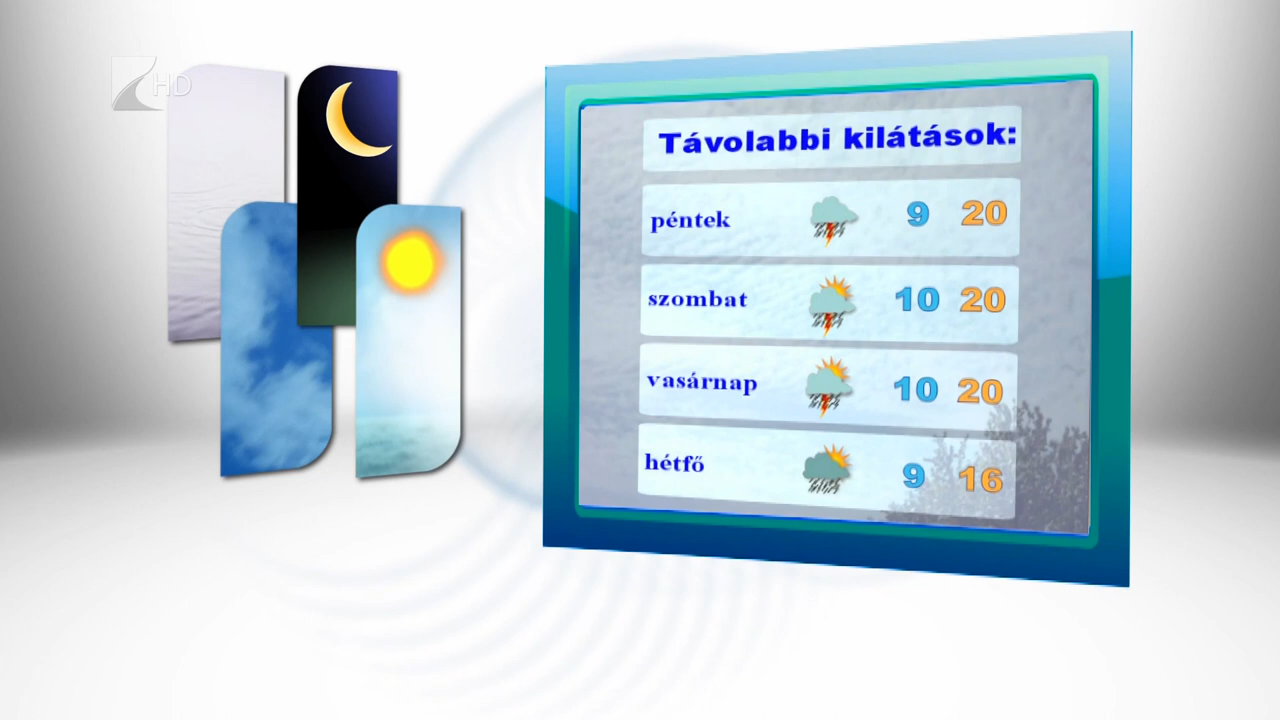 HD
Távolabbi kilátások:
péntek 9 20
szombat 10 20
vasárnap 10 20
hétfő 9 16